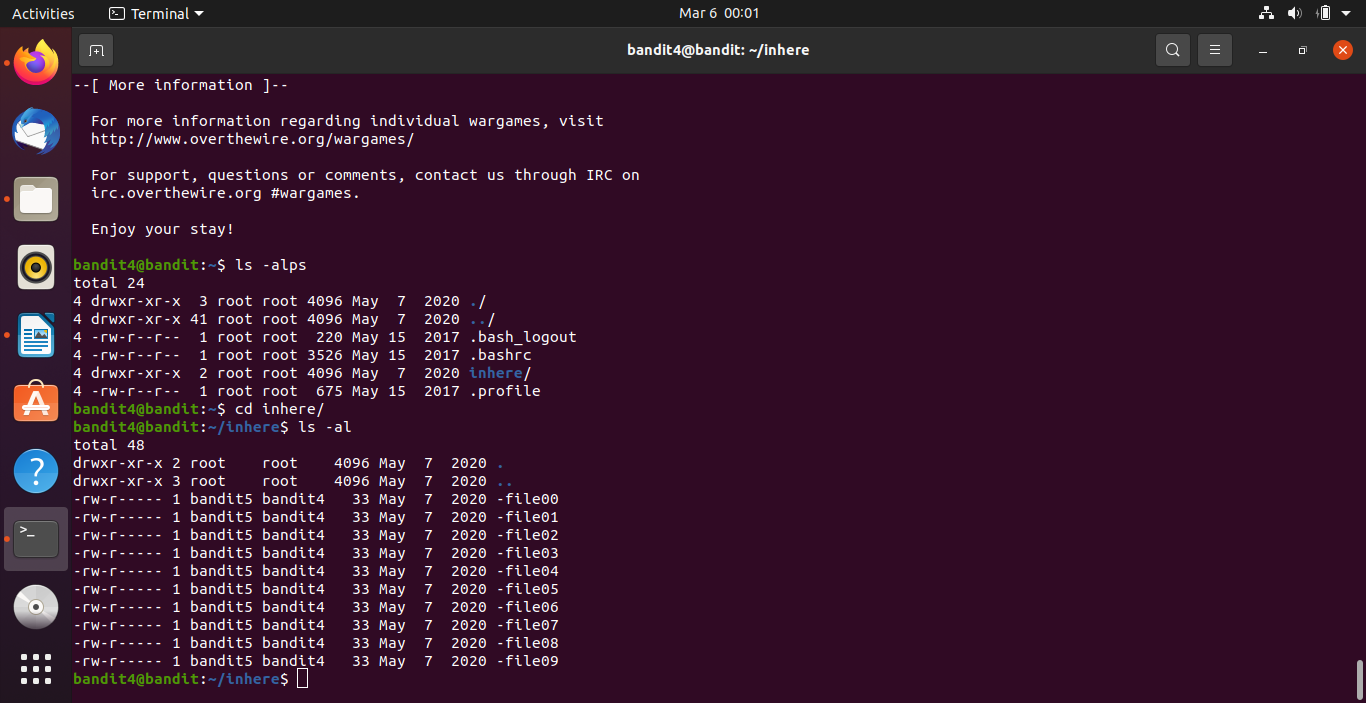 Activities Terminal Mar 6 00:01
bandit4@bandit: ~/inhere
--[ More information ]--
For more information regarding individual wargames, visit
http://www.overthewire.org/wargames/
For support, questions or comments, contact us through IRC on
irc.overthewire.org #wargames.
Enjoy your stay!
bandit4@bandit:~$ ls -alps
total 24
4 drwxr-xr-x  3 root root 4096 May  7  2020 ./
4 drwxr-xr-x 41 root root 4096 May  7  2020 ../
4 -rw-r--r--  1 root root  220 May 15  2017 .bash_logout
4 -rw-r--r--  1 root root 3526 May 15  2017 .bashrc
4 drwxr-xr-x  2 root root 4096 May  7  2020 inhere/
4 -rw-r--r--  1 root root  675 May 15  2017 .profile
bandit4@bandit:~$ cd inhere/
bandit4@bandit:~/inhere$ ls -al
total 48
drwxr-xr-x 2 root    root    4096 May  7  2020 .
drwxr-xr-x 3 root    root    4096 May  7  2020 ..
-rw-r----- 1 bandit5 bandit4   33 May  7  2020 -file00
-rw-r----- 1 bandit5 bandit4   33 May  7  2020 -file01
-rw-r----- 1 bandit5 bandit4   33 May  7  2020 -file02
-rw-r----- 1 bandit5 bandit4   33 May  7  2020 -file03
-rw-r----- 1 bandit5 bandit4   33 May  7  2020 -file04
-rw-r----- 1 bandit5 bandit4   33 May  7  2020 -file05
-rw-r----- 1 bandit5 bandit4   33 May  7  2020 -file06
-rw-r----- 1 bandit5 bandit4   33 May  7  2020 -file07
-rw-r----- 1 bandit5 bandit4   33 May  7  2020 -file08
-rw-r----- 1 bandit5 bandit4   33 May  7  2020 -file09
bandit4@bandit:~/inhere$